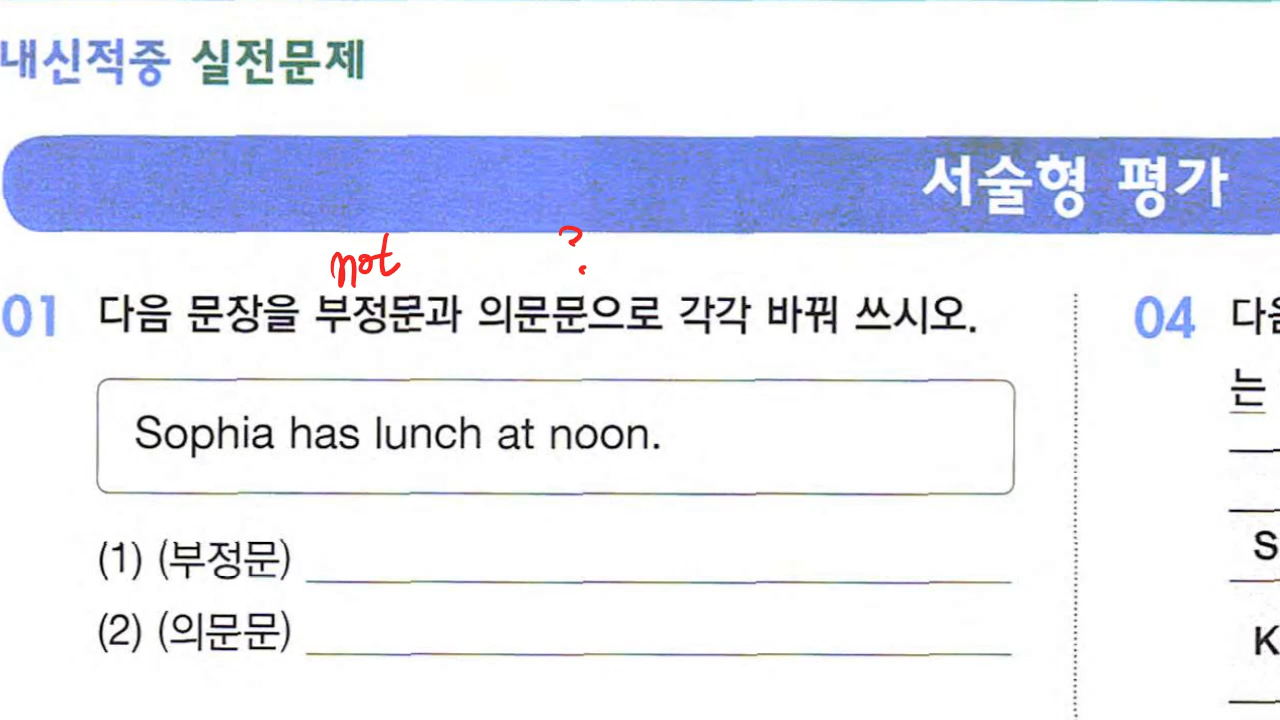 내신적중 실전문제
서술형 평가
not ?
01 다음 문장을 부정문과 의문문으로 각각 바꿔 쓰시오.
Sophia has lunch at noon.
(1) (부정문)
(2) (의문문)
04
는
S
K